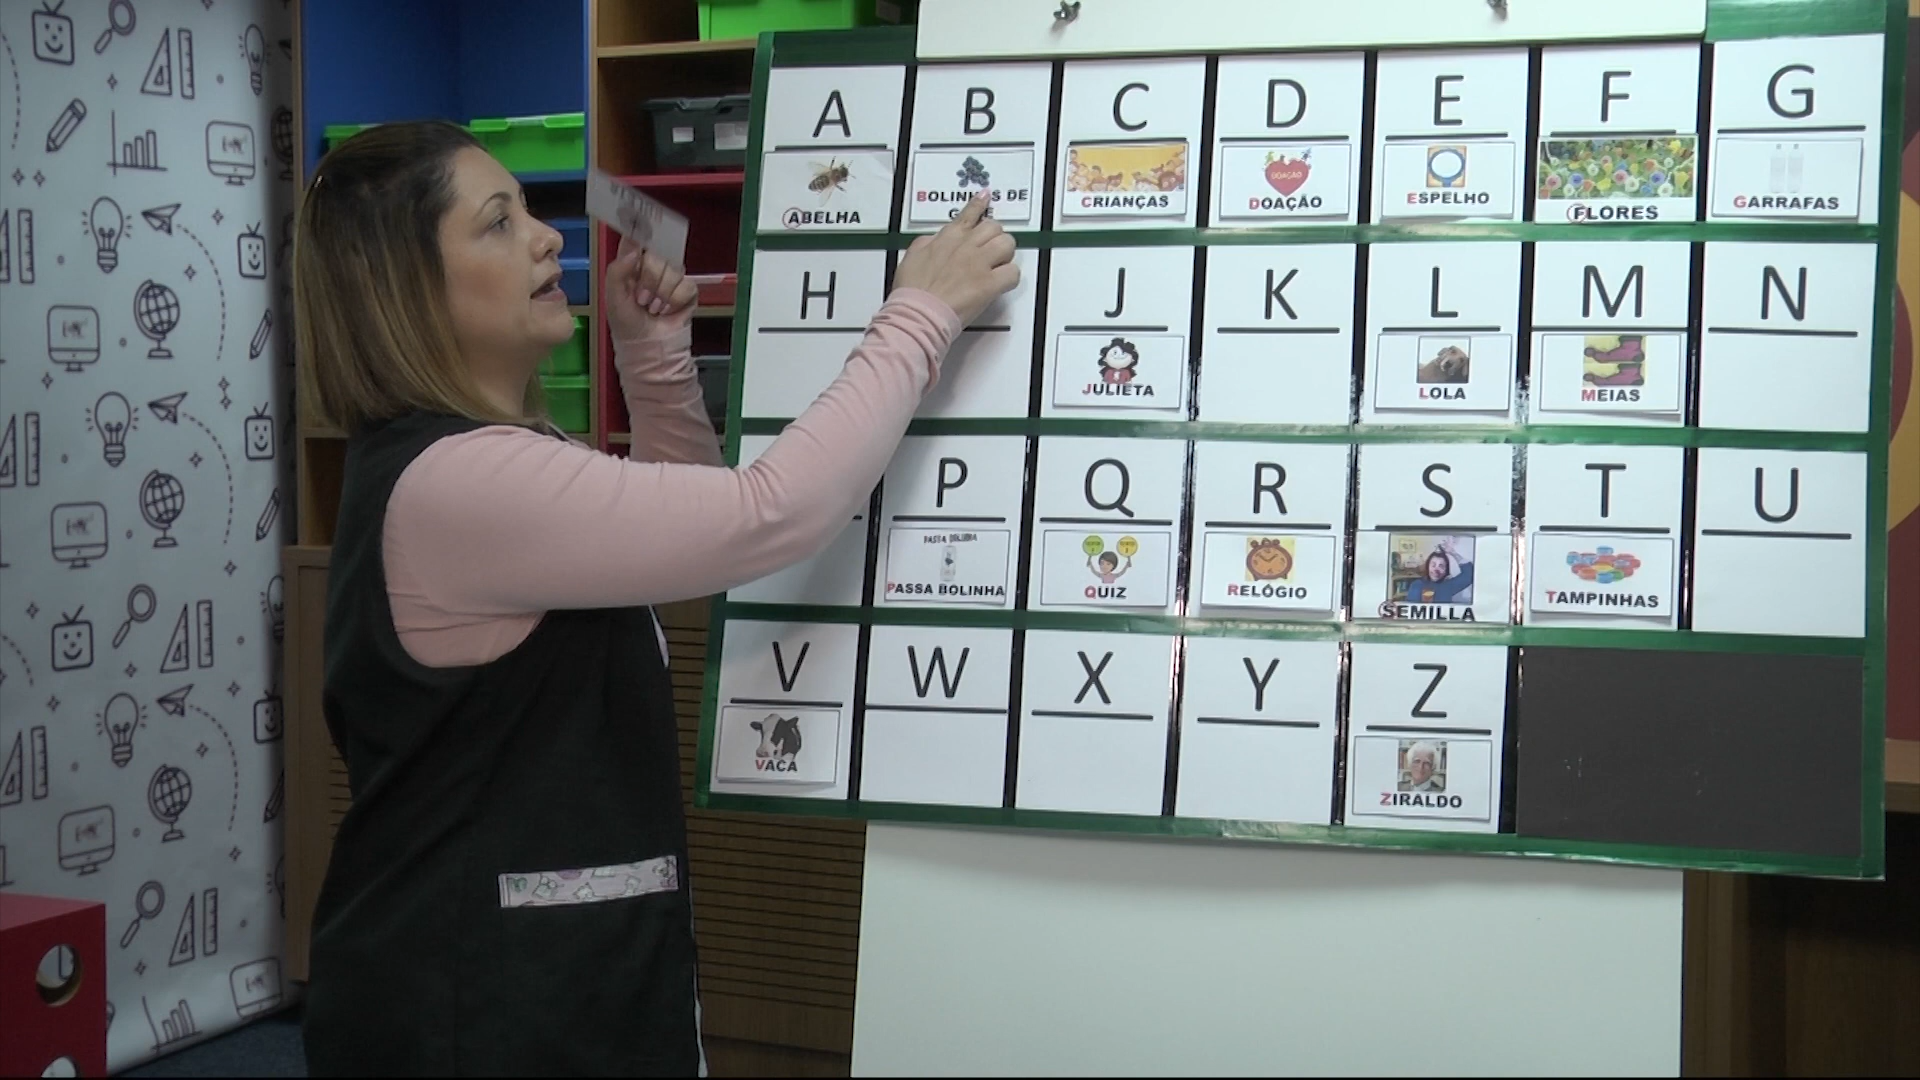 A B C D E F G
ABELHA
BOLINHAS DE
CRIANÇAS
DOAÇÃO
DOAÇÃO
ESPELHO
FLORES
GARRAFAS
H J K L M N
JULIETA
LOLA
MEIAS
P Q R S T U
PASSA BOLINHA
PASSA BOLINHA
QUIZ
RELÓGIO
SEMILLA
TAMPINHAS
V W X Y Z
VACA
ZIRALDO